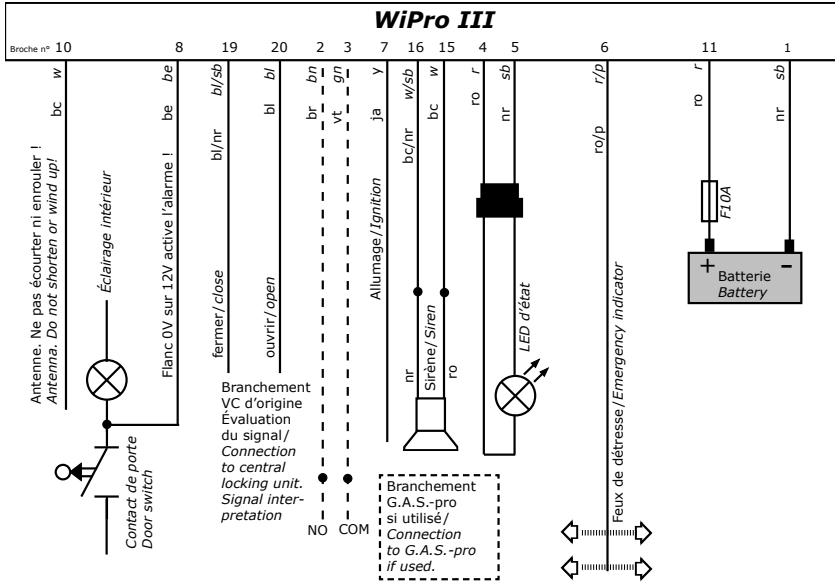 WiPro III
Broche n° 10 8 19 20 2 3 7 16 15 4 5 6 11 1
w be bl/sb bl bn gn y w/sb w r sb r/p r sb
bc be bl/nr bl br vt ja bc/nr bc ro nr ro/p ro nr
Antenne. Ne pas écourter ni enrouler !
Antenna. Do not shorten or wind up!
Éclairage intérieur
Flanc 0V sur 12V active l'alarme !
Contact de porte
Door switch
fermer/close
ouvrir/open
Branchement
VC d'origine
Évaluation
du signal/
Connection
to central
locking unit.
Signal inter-
pretation
NO COM
Allumage/Ignition
nr
Sirène/Siren
ro
Branchement
G.A.S.-pro
si utilisé/
Connection
to G.A.S.-pro
if used.
LED d'état
Feux de détresse/Emergency indicator
F10A
+ -
Batterie
Battery